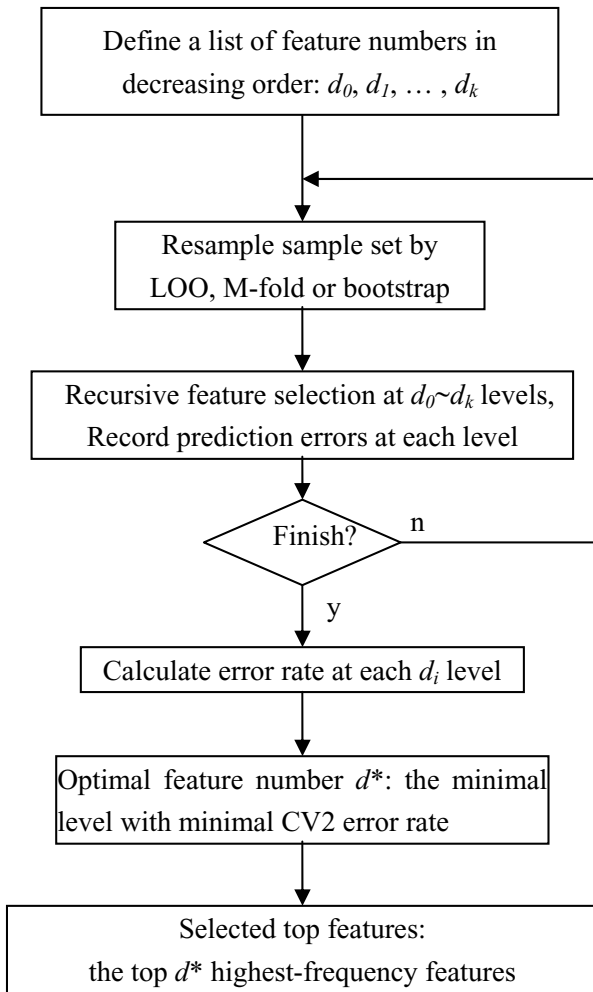 Define a list of feature numbers in
decreasing order: d0, d1, … , dk
Resample sample set by
LOO, M-fold or bootstrap
Recursive feature selection at d0~dk levels,
Record prediction errors at each level
Finish?
n
y
Calculate error rate at each di level
Optimal feature number d*: the minimal
level with minimal CV2 error rate
Selected top features:
the top d* highest-frequency features